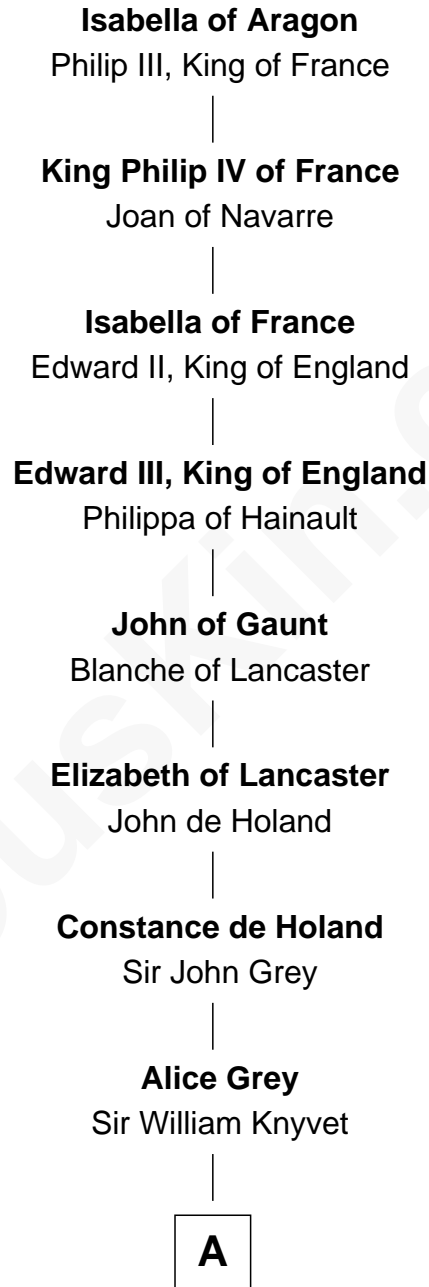 Isabella of Aragon
Philip III, King of France
King Philip IV of France
Joan of Navarre
Isabella of France
Edward II, King of England
Edward III, King of England
Philippa of Hainault
John of Gaunt
Blanche of Lancaster
Elizabeth of Lancaster
John de Holand
Constance de Holand
Sir John Grey
Alice Grey
Sir William Knyvet
A